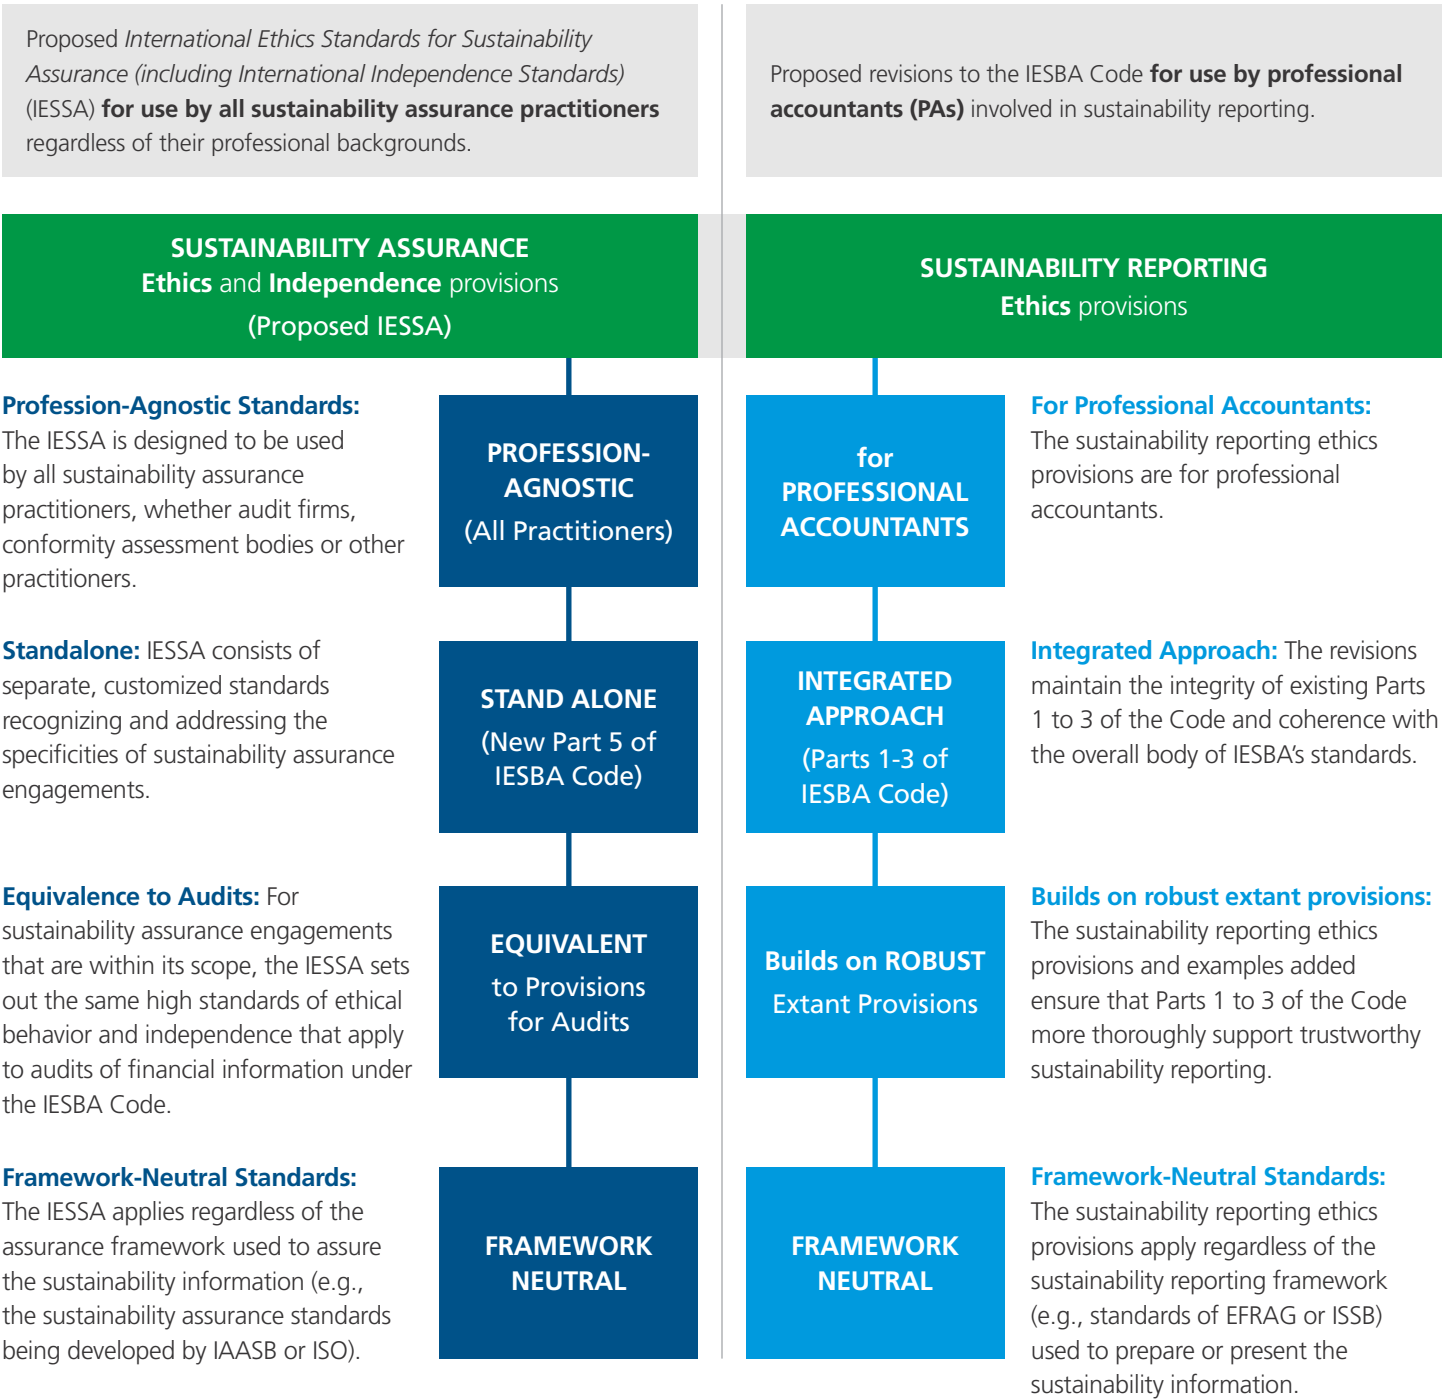 Proposed International Ethics Standards for Sustainability
Assurance (including International Independence Standards)
(IESSA) for use by all sustainability assurance practitioners
regardless of their professional backgrounds.
Proposed revisions to the IESBA Code for use by professional
accountants (PAs) involved in sustainability reporting.
SUSTAINABILITY ASSURANCE
Ethics and Independence provisions
(Proposed IESSA)
SUSTAINABILITY REPORTING
Ethics provisions
Profession-Agnostic Standards:
The IESSA is designed to be used
by all sustainability assurance
practitioners, whether audit firms,
conformity assessment bodies or other
practitioners.
PROFESSION-
AGNOSTIC
(All Practitioners)
for
PROFESSIONAL
ACCOUNTANTS
For Professional Accountants:
The sustainability reporting ethics
provisions are for professional
accountants.
Standalone: IESSA consists of
separate, customized standards
recognizing and addressing the
specificities of sustainability assurance
engagements.
STAND ALONE
(New Part 5 of
IESBA Code)
INTEGRATED
APPROACH
(Parts 1-3 of
IESBA Code)
Integrated Approach: The revisions
maintain the integrity of existing Parts
1 to 3 of the Code and coherence with
the overall body of IESBA's standards.
Equivalence to Audits: For
sustainability assurance engagements
that are within its scope, the IESSA sets
out the same high standards of ethical
behavior and independence that apply
to audits of financial information under
the IESBA Code.
EQUIVALENT
to Provisions
for Audits
Builds on ROBUST
Extant Provisions
Builds on robust extant provisions:
The sustainability reporting ethics
provisions and examples added
ensure that Parts 1 to 3 of the Code
more thoroughly support trustworthy
sustainability reporting.
Framework-Neutral Standards:
The IESSA applies regardless of the
assurance framework used to assure
the sustainability information (e.g.,
the sustainability assurance standards
being developed by IAASB or ISO).
FRAMEWORK
NEUTRAL
FRAMEWORK
NEUTRAL
Framework-Neutral Standards:
The sustainability reporting ethics
provisions apply regardless of the
sustainability reporting framework
(e.g., standards of EFRAG or ISSB)
used to prepare or present the
sustainability information.